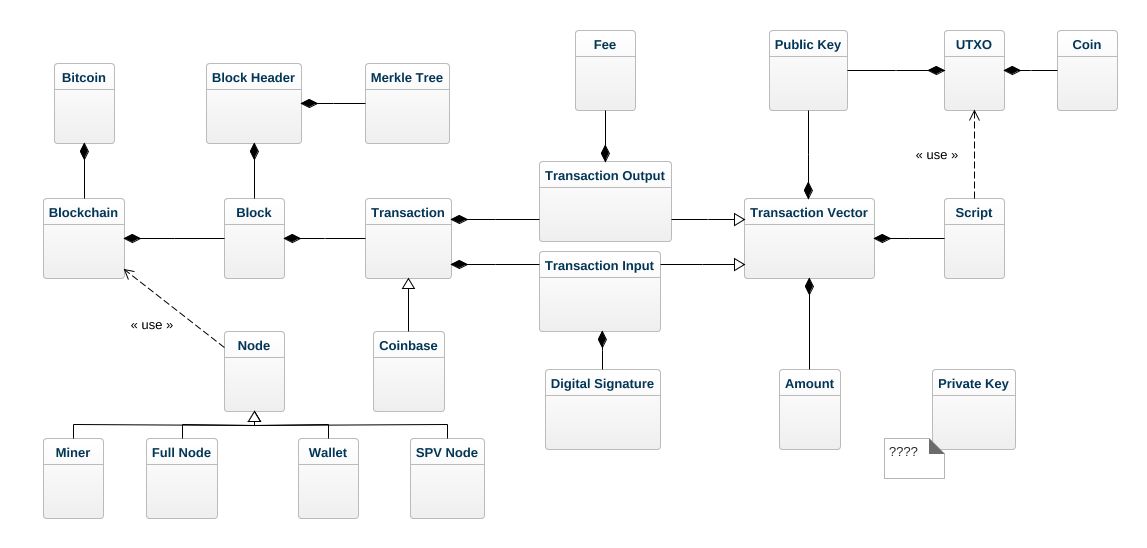 Fee
Public Key
UTXO
Coin
Bitcoin
Block Header
Merkle Tree
« use »
Transaction Output
Blockchain
Block
Transaction
Transaction Vector
Script
Transaction Input
« use »
Node
Coinbase
Digital Signature
Amount
Private Key
Miner
Full Node
Wallet
SPV Node
????